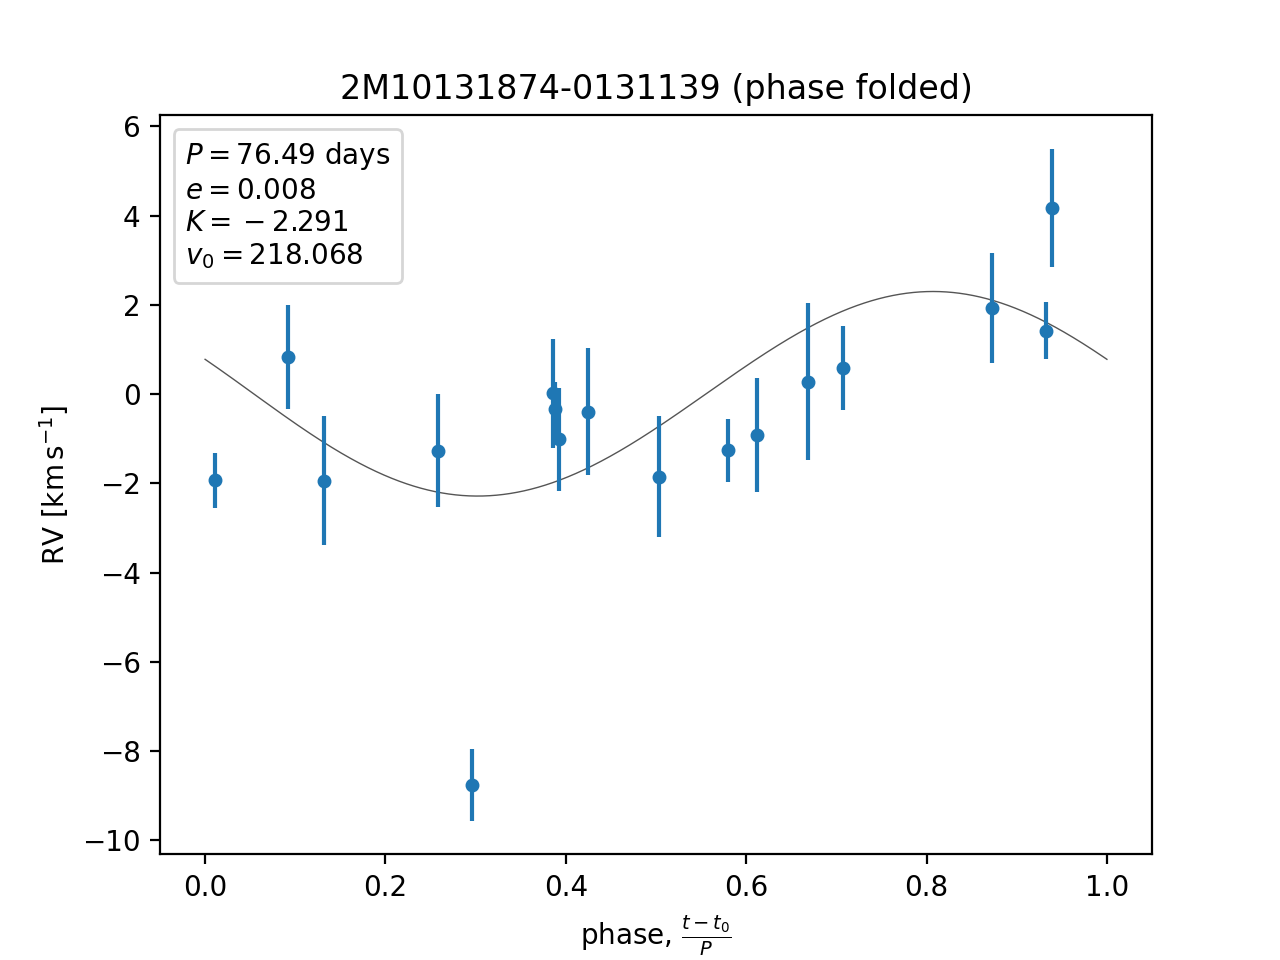 2M10131874-0131139 (phase folded)
P = 76.49 days
e = 0.008
K = −2.291
v₀ = 218.068
6
4
2
0
−2
−4
−6
−8
−10
RV [km s⁻¹]
0.0 0.2 0.4 0.6 0.8 1.0
phase, (t − t₀)/P